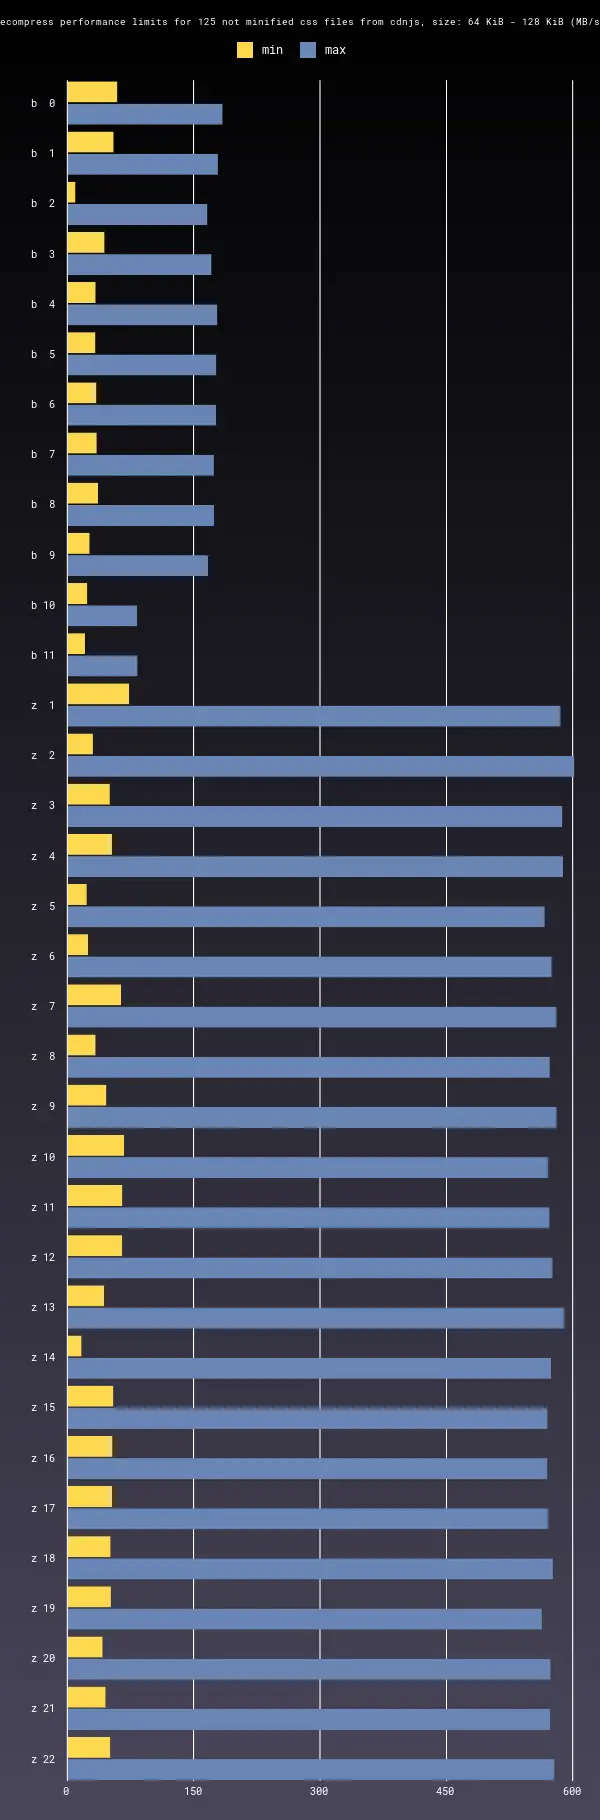 ecompress performance limits for 125 not minified css files from cdnjs, size: 64 KiB - 128 KiB (MB/s
min max
b 0
b 1
b 2
b 3
b 4
b 5
b 6
b 7
b 8
b 9
b 10
b 11
z 1
z 2
z 3
z 4
z 5
z 6
z 7
z 8
z 9
z 10
z 11
z 12
z 13
z 14
z 15
z 16
z 17
z 18
z 19
z 20
z 21
z 22
0 150 300 450 600